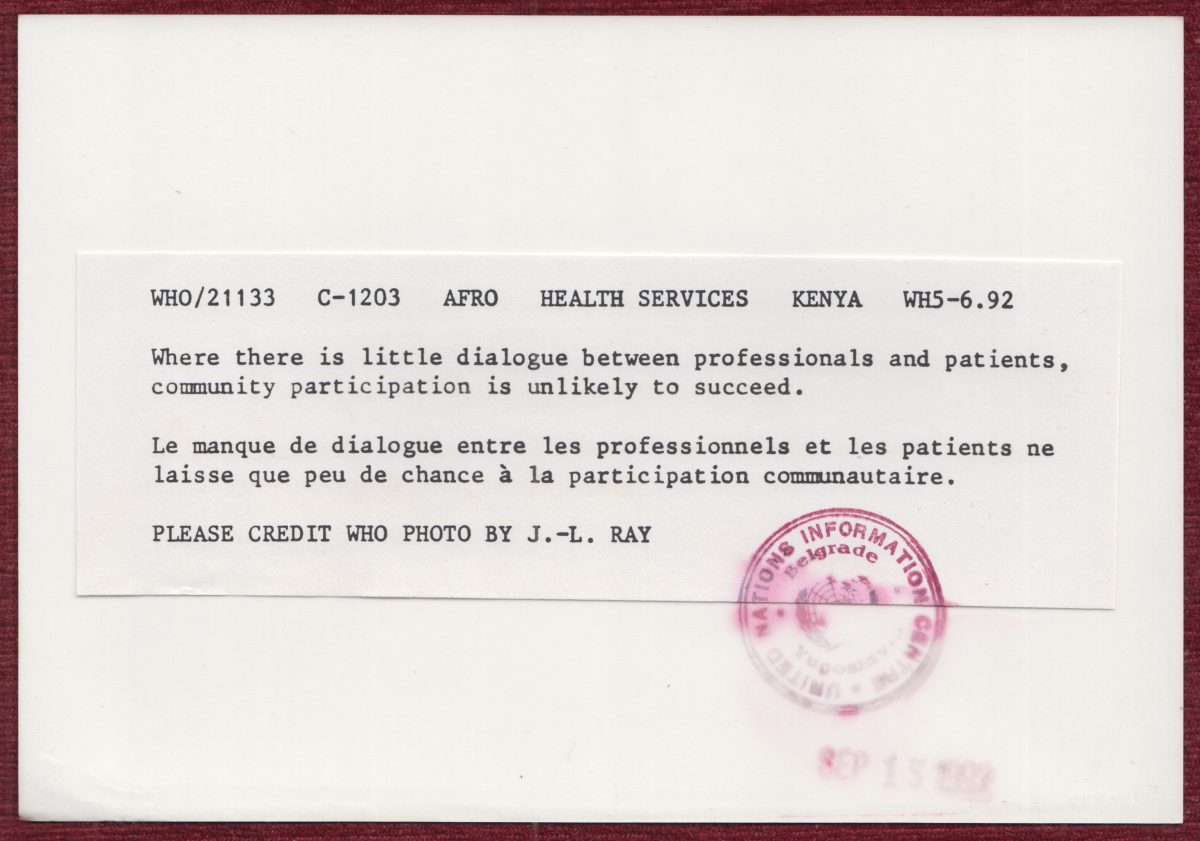 WHO/21133 C-1203 AFRO HEALTH SERVICES KENYA WH5-6.92
Where there is little dialogue between professionals and patients,
community participation is unlikely to succeed.
Le manque de dialogue entre les professionnels et les patients ne
laisse que peu de chance à la participation communautaire.
PLEASE CREDIT WHO PHOTO BY J.-L. RAY
UNITED NATIONS INFORMATION CENTRE
Belgrade
Yugoslavia
SEP 15 1992